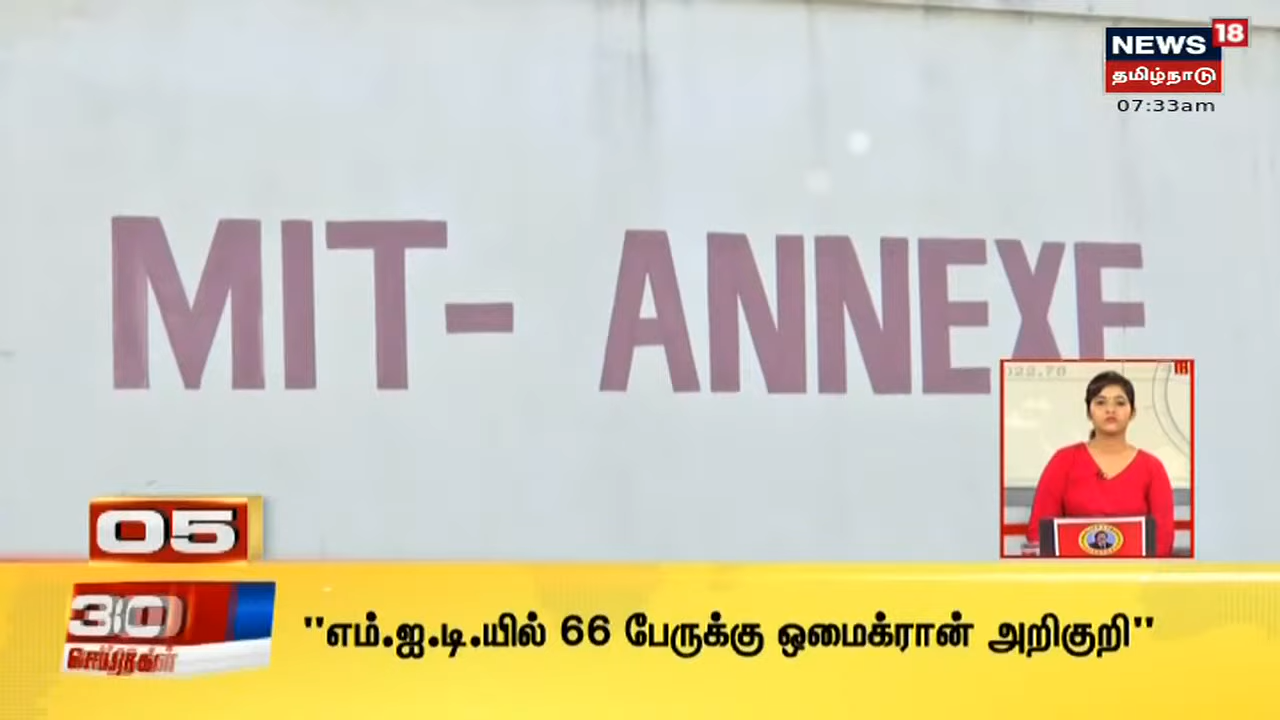 NEWS 18
தமிழ்நாடு
07:33am
MIT- ANNEXE
05
30
செய்திகள்
"எம்.ஐ.டி.யில் 66 பேருக்கு ஒமைக்ரான் அறிகுறி"